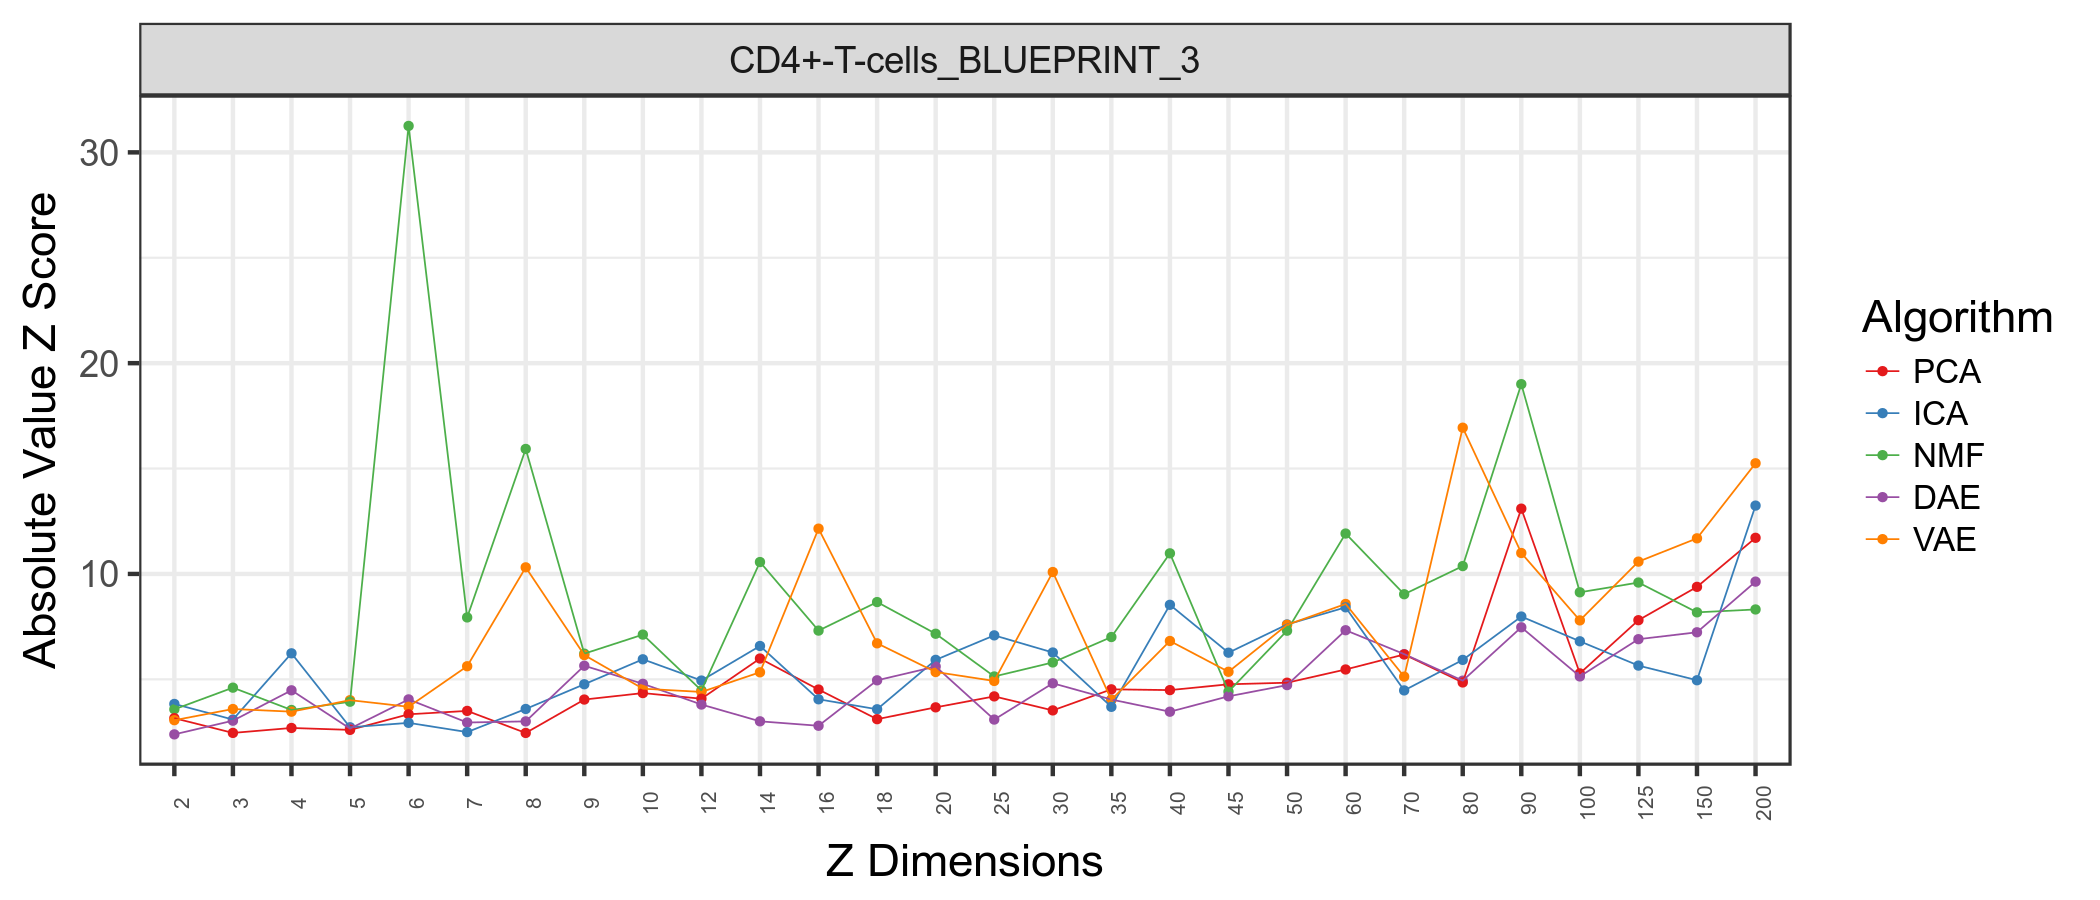 CD4+-T-cells_BLUEPRINT_3
Absolute Value Z Score
30
20
10
2 3 4 5 6 7 8 9 10 12 14 16 18 20 25 30 35 40 45 50 60 70 80 90 100 125 150 200
Z Dimensions
Algorithm
PCA
ICA
NMF
DAE
VAE